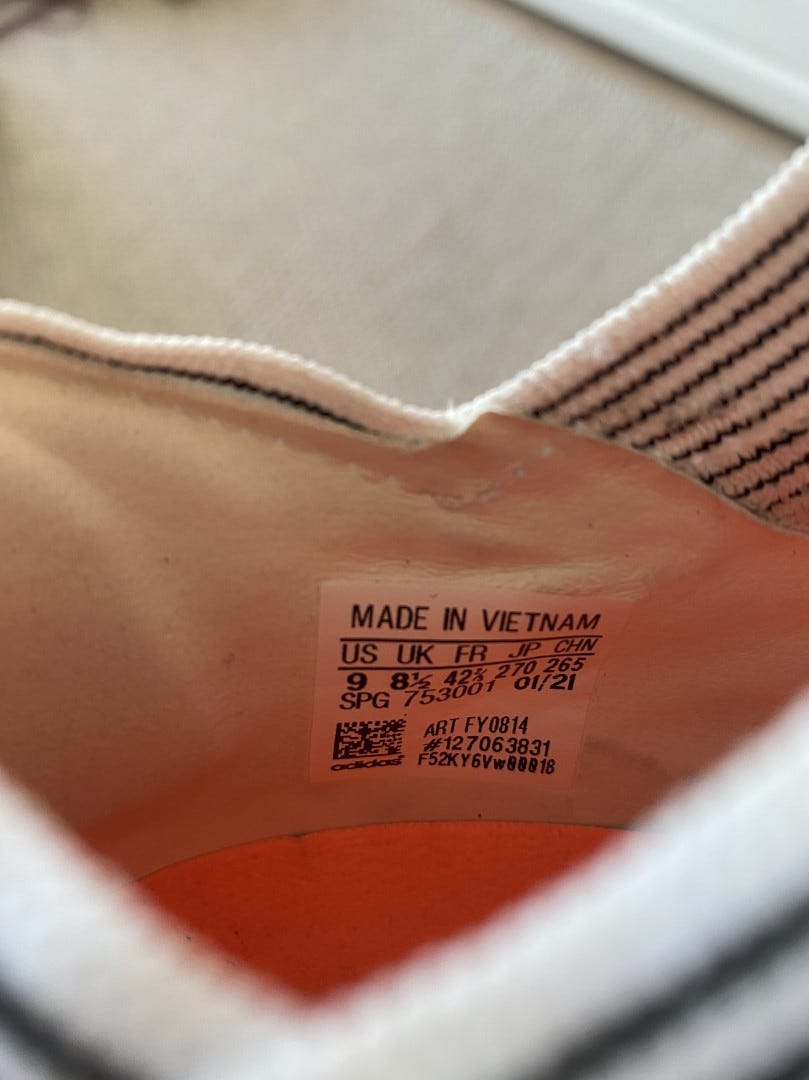 MADE IN VIETNAM
US UK FR JP CHN
9 8½ 42⅔ 270 265
SPG 753001 01/21
ART FY0814
#127063831
adidas F52KY6Vw00018